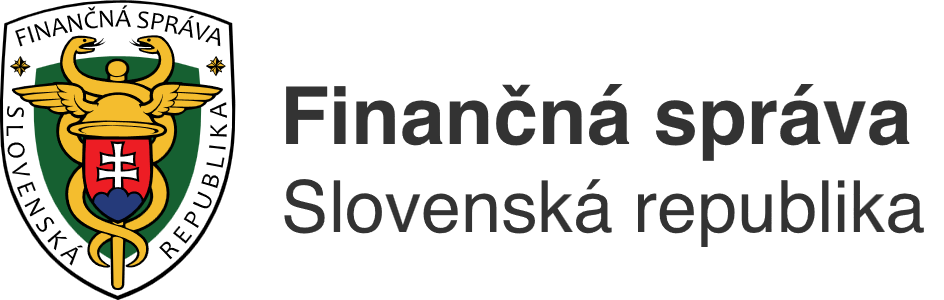 FINANČNÁ SPRÁVA
SLOVENSKÁ
REPUBLIKA
Finančná správa
Slovenská republika